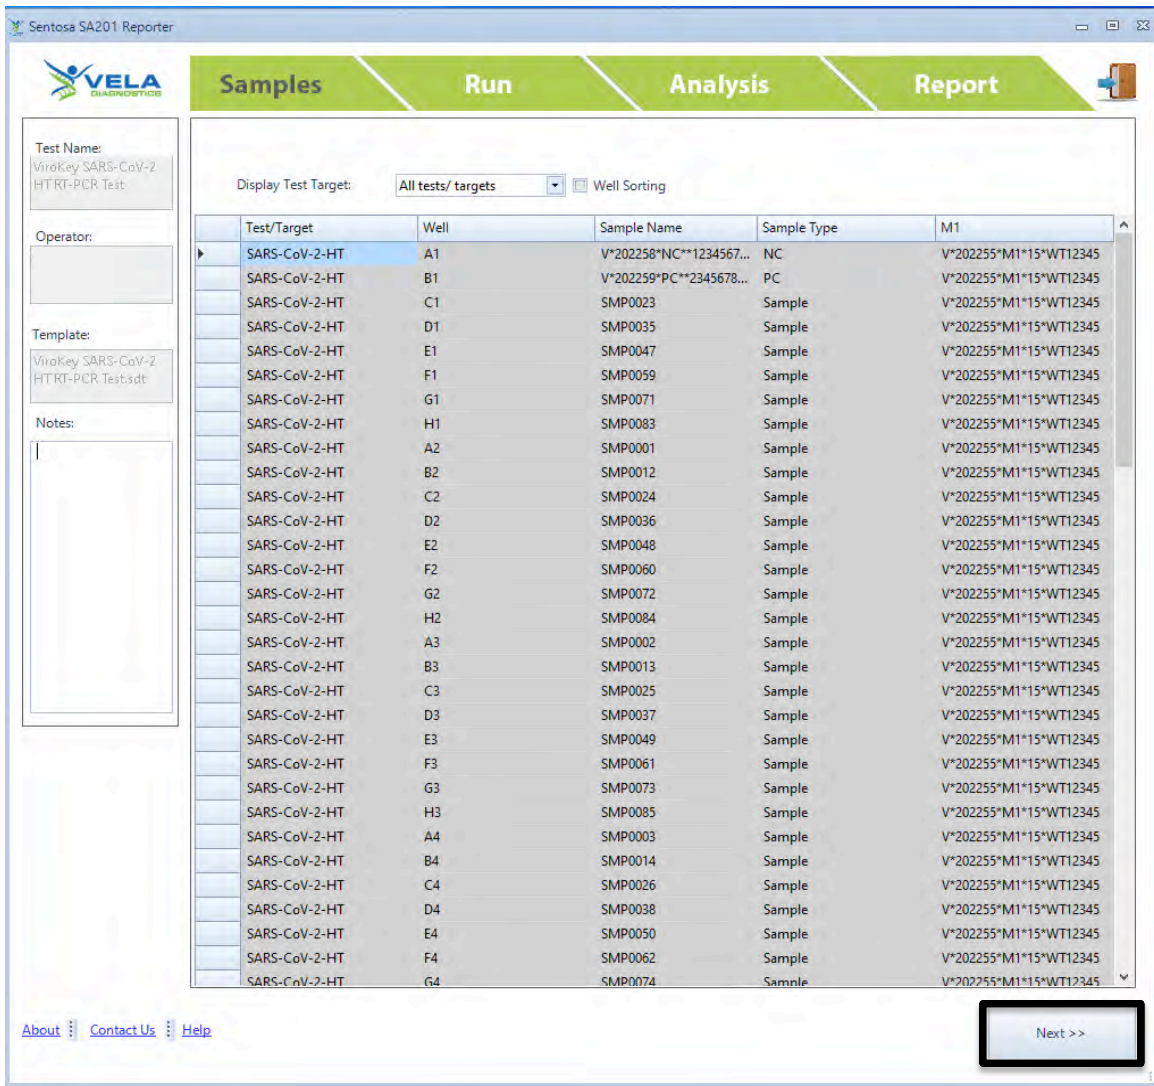 Sentosa SA201 Reporter
VELA
DIAGNOSTICS
Samples Run Analysis Report
Test Name:
ViroKey SARS-CoV-2
HT RT-PCR Test
Operator:
Template:
ViroKey SARS-CoV-2
HT RT-PCR Test.sdt
Notes:
Display Test Target: All tests/ targets Well Sorting
Test/Target Well Sample Name Sample Type M1
SARS-CoV-2-HT A1 V*202258*NC**1234567... NC V*202255*M1*15*WT12345
SARS-CoV-2-HT B1 V*202259*PC**2345678... PC V*202255*M1*15*WT12345
SARS-CoV-2-HT C1 SMP0023 Sample V*202255*M1*15*WT12345
SARS-CoV-2-HT D1 SMP0035 Sample V*202255*M1*15*WT12345
SARS-CoV-2-HT E1 SMP0047 Sample V*202255*M1*15*WT12345
SARS-CoV-2-HT F1 SMP0059 Sample V*202255*M1*15*WT12345
SARS-CoV-2-HT G1 SMP0071 Sample V*202255*M1*15*WT12345
SARS-CoV-2-HT H1 SMP0083 Sample V*202255*M1*15*WT12345
SARS-CoV-2-HT A2 SMP0001 Sample V*202255*M1*15*WT12345
SARS-CoV-2-HT B2 SMP0012 Sample V*202255*M1*15*WT12345
SARS-CoV-2-HT C2 SMP0024 Sample V*202255*M1*15*WT12345
SARS-CoV-2-HT D2 SMP0036 Sample V*202255*M1*15*WT12345
SARS-CoV-2-HT E2 SMP0048 Sample V*202255*M1*15*WT12345
SARS-CoV-2-HT F2 SMP0060 Sample V*202255*M1*15*WT12345
SARS-CoV-2-HT G2 SMP0072 Sample V*202255*M1*15*WT12345
SARS-CoV-2-HT H2 SMP0084 Sample V*202255*M1*15*WT12345
SARS-CoV-2-HT A3 SMP0002 Sample V*202255*M1*15*WT12345
SARS-CoV-2-HT B3 SMP0013 Sample V*202255*M1*15*WT12345
SARS-CoV-2-HT C3 SMP0025 Sample V*202255*M1*15*WT12345
SARS-CoV-2-HT D3 SMP0037 Sample V*202255*M1*15*WT12345
SARS-CoV-2-HT E3 SMP0049 Sample V*202255*M1*15*WT12345
SARS-CoV-2-HT F3 SMP0061 Sample V*202255*M1*15*WT12345
SARS-CoV-2-HT G3 SMP0073 Sample V*202255*M1*15*WT12345
SARS-CoV-2-HT H3 SMP0085 Sample V*202255*M1*15*WT12345
SARS-CoV-2-HT A4 SMP0003 Sample V*202255*M1*15*WT12345
SARS-CoV-2-HT B4 SMP0014 Sample V*202255*M1*15*WT12345
SARS-CoV-2-HT C4 SMP0026 Sample V*202255*M1*15*WT12345
SARS-CoV-2-HT D4 SMP0038 Sample V*202255*M1*15*WT12345
SARS-CoV-2-HT E4 SMP0050 Sample V*202255*M1*15*WT12345
SARS-CoV-2-HT F4 SMP0062 Sample V*202255*M1*15*WT12345
SARS-CoV-2-HT G4 SMP0074 Sample V*202255*M1*15*WT12345
About Contact Us Help
Next >>